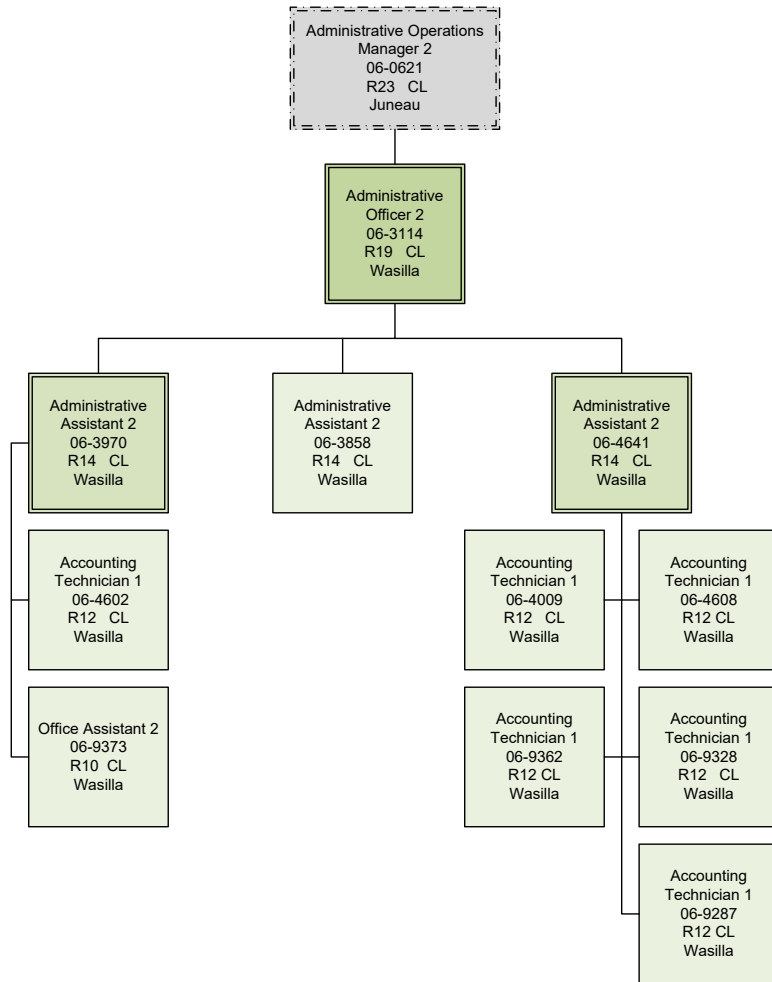 Administrative Operations
Manager 2
06-0621
R23 CL
Juneau
Administrative
Officer 2
06-3114
R19 CL
Wasilla
Administrative
Assistant 2
06-3970
R14 CL
Wasilla
Administrative
Assistant 2
06-3858
R14 CL
Wasilla
Administrative
Assistant 2
06-4641
R14 CL
Wasilla
Accounting
Technician 1
06-4602
R12 CL
Wasilla
Accounting
Technician 1
06-4009
R12 CL
Wasilla
Accounting
Technician 1
06-4608
R12 CL
Wasilla
Office Assistant 2
06-9373
R10 CL
Wasilla
Accounting
Technician 1
06-9362
R12 CL
Wasilla
Accounting
Technician 1
06-9328
R12 CL
Wasilla
Accounting
Technician 1
06-9287
R12 CL
Wasilla